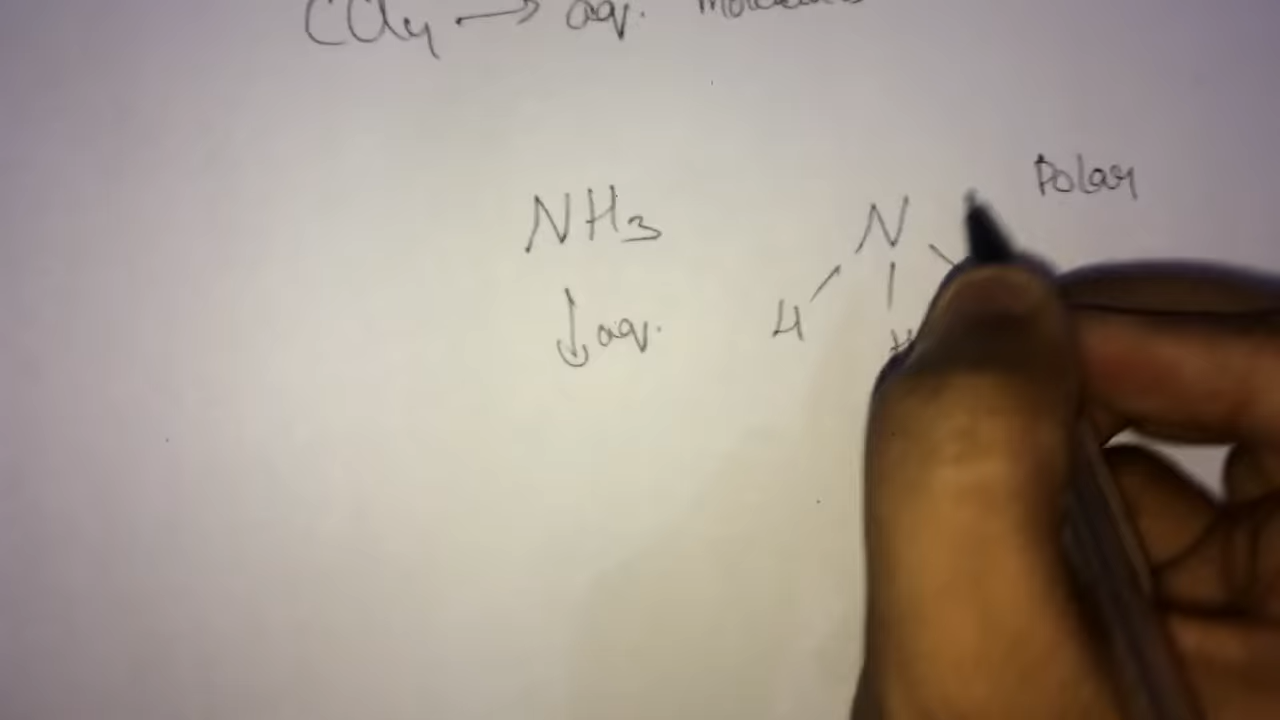 CCl4 → aq.
Polar
NH3 N
↓ aq. H H